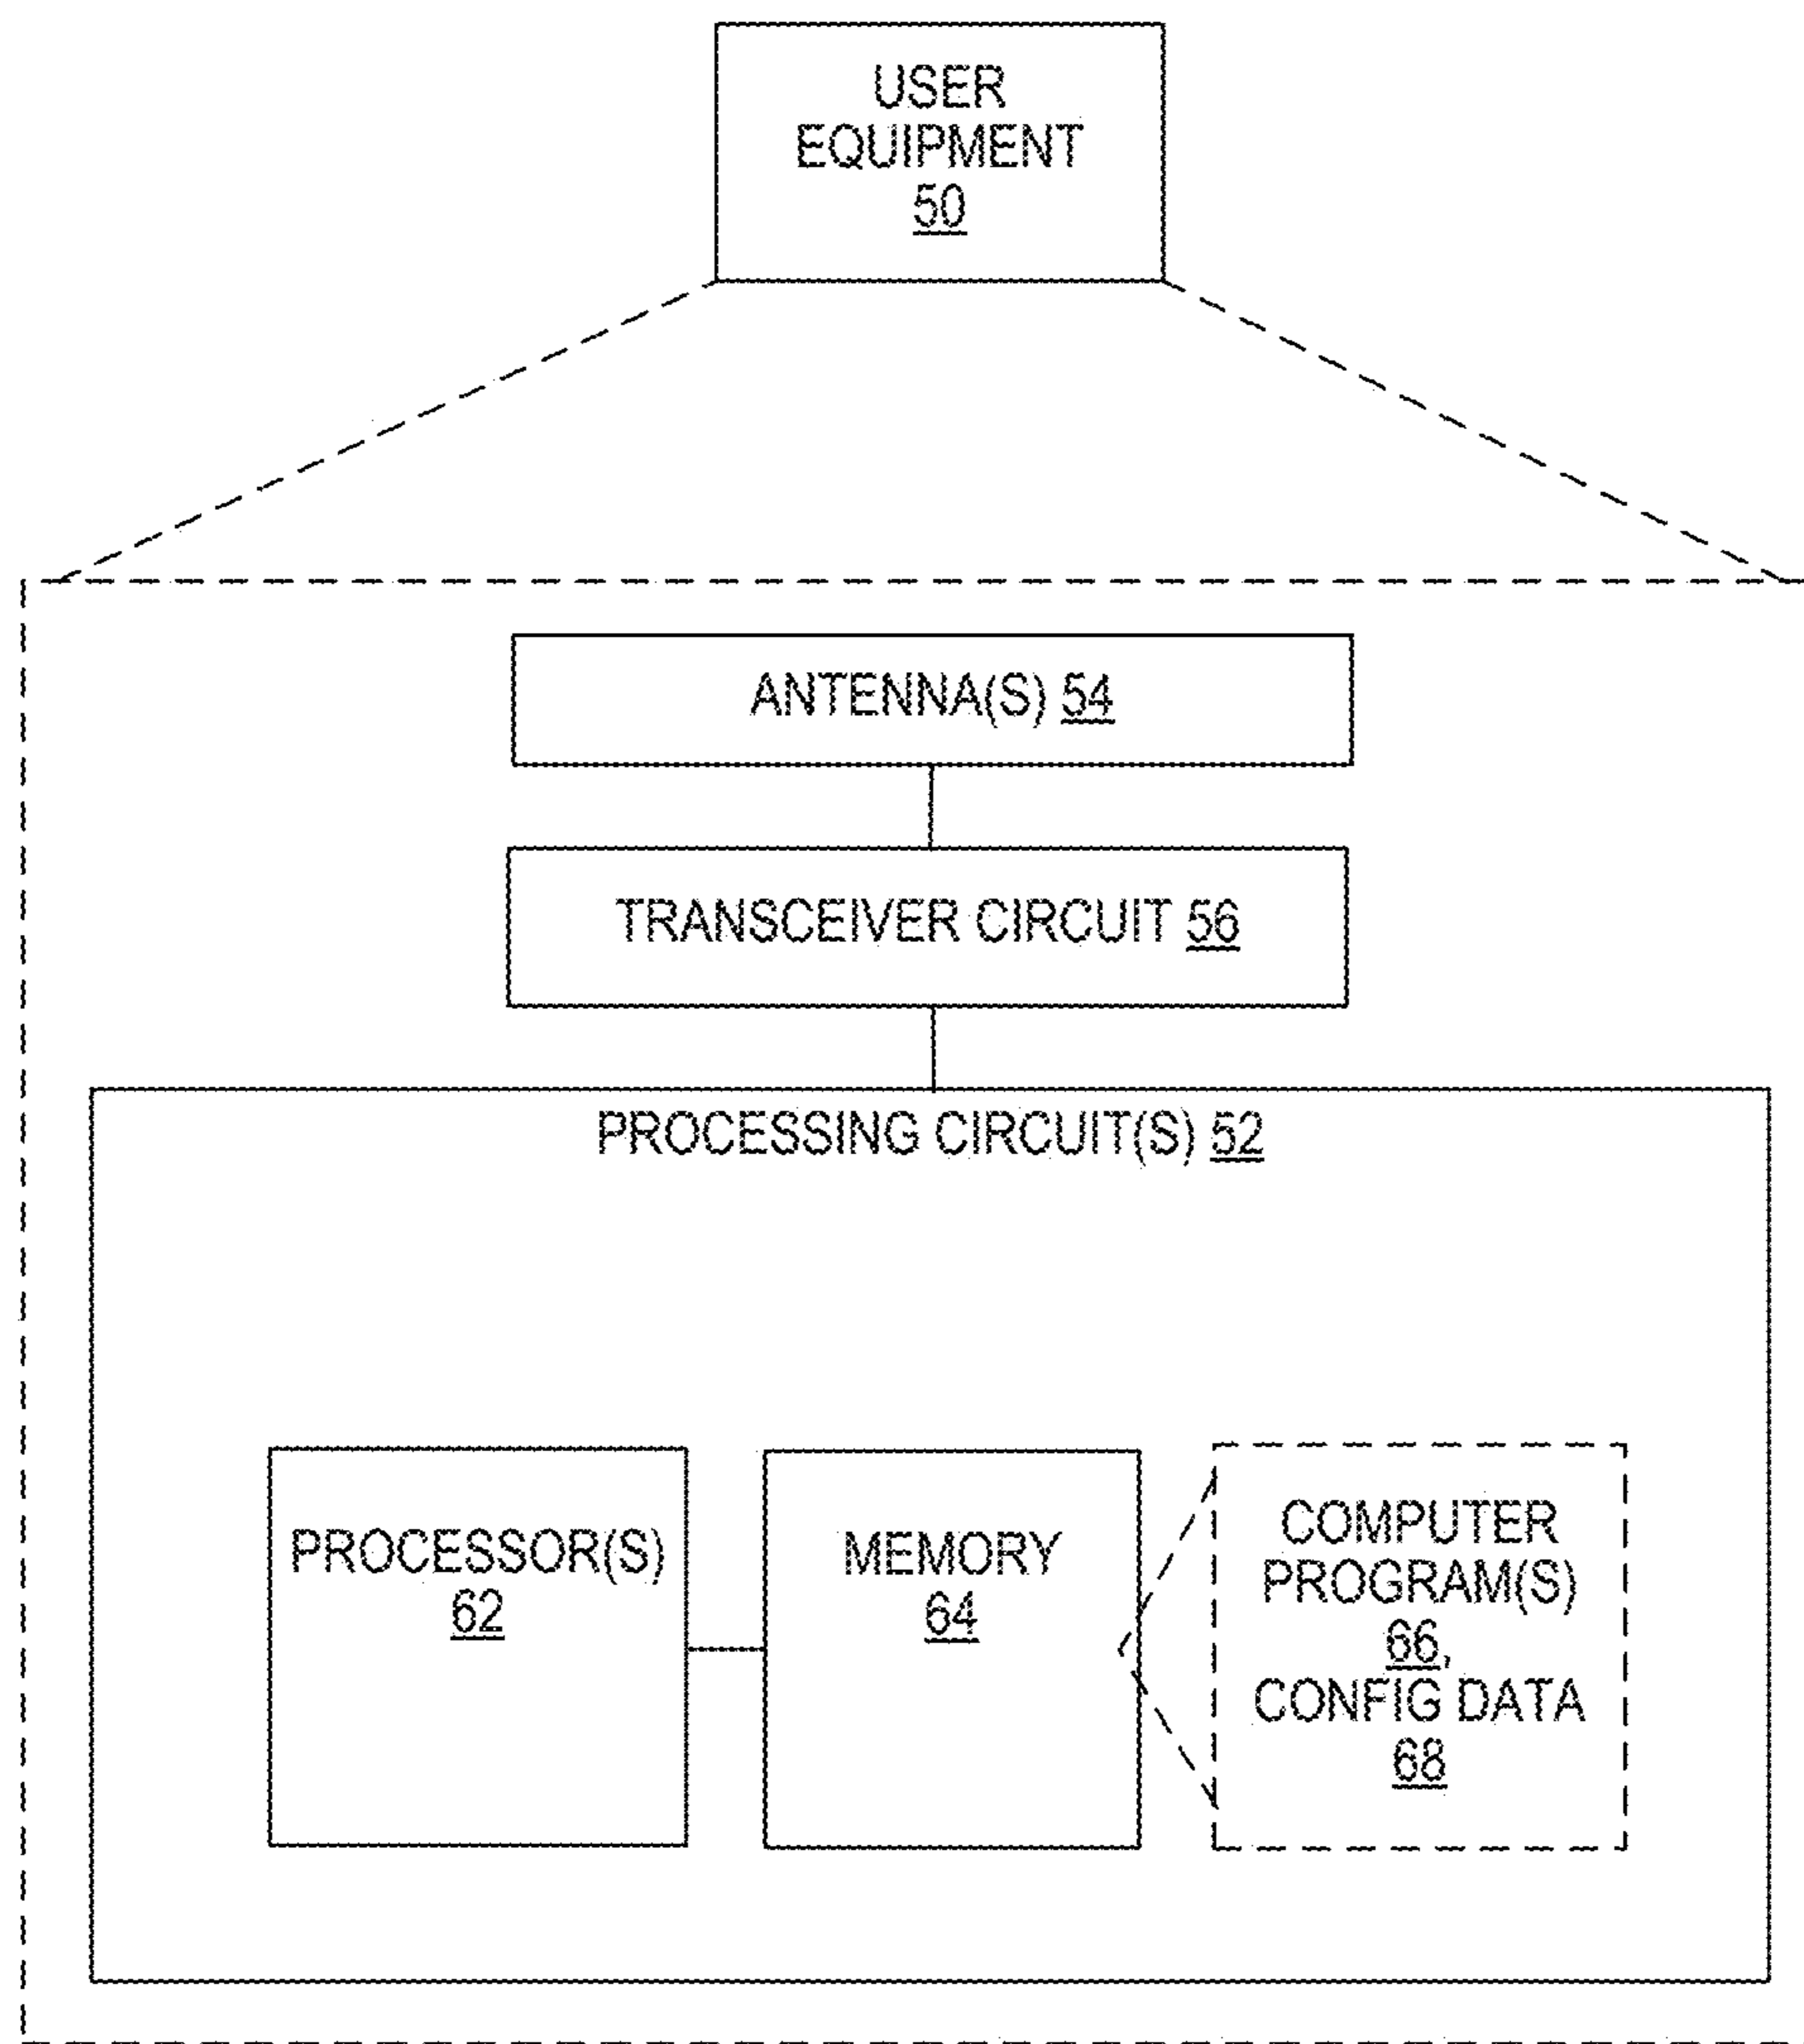 USER
EQUIPMENT
50
ANTENNA(S) 54
TRANSCEIVER CIRCUIT 56
PROCESSING CIRCUIT(S) 52
PROCESSOR(S)
62
MEMORY
64
COMPUTER
PROGRAM(S)
66,
CONFIG DATA
68